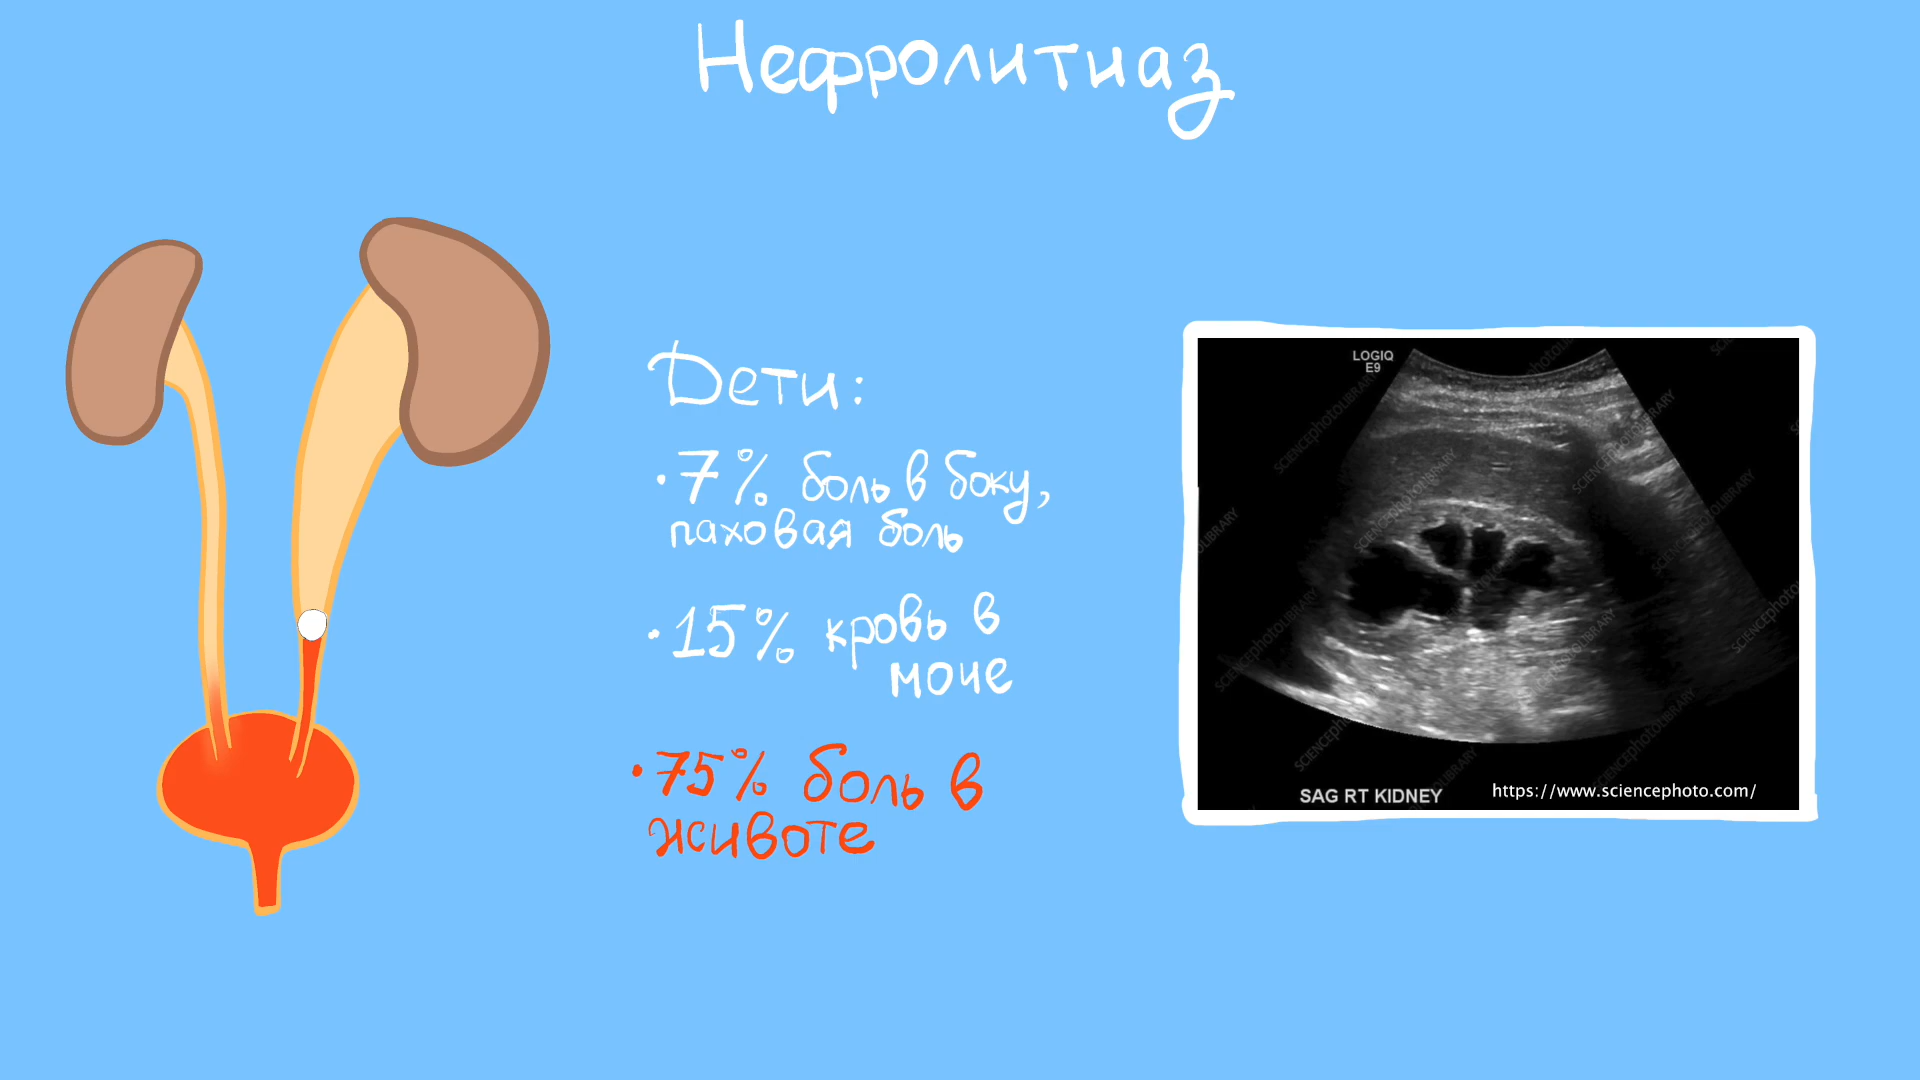 Нефролитиаз
Дети:
• 7% боль в боку,
паховая боль
• 15% кровь в
моче
• 75% боль в
животе
LOGIQ
E9
SCIENCEphotoLIBRARY
SAG RT KIDNEY
https://www.sciencephoto.com/